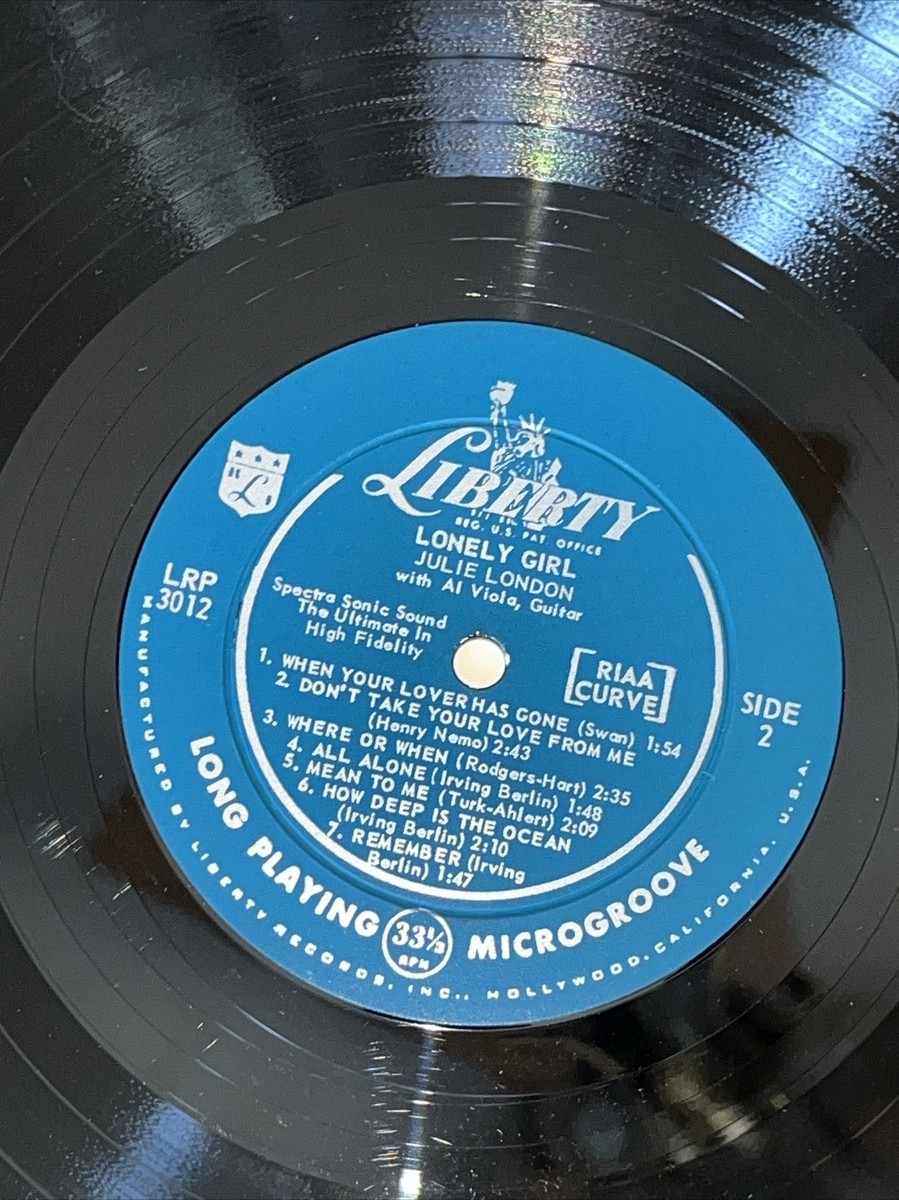 LIBERTY
REG. U.S. PAT. OFFICE
LONELY GIRL
JULIE LONDON
with Al Viola, Guitar
LRP
3012
Spectra Sonic Sound
The Ultimate In
High Fidelity
RIAA
CURVE
SIDE
2
1. WHEN YOUR LOVER HAS GONE (Swan) 1:54
2. DON'T TAKE YOUR LOVE FROM ME
(Henry Nemo) 2:43
3. WHERE OR WHEN (Rodgers-Hart) 2:35
4. ALL ALONE (Irving Berlin) 1:48
5. MEAN TO ME (Turk-Ahlert) 2:09
6. HOW DEEP IS THE OCEAN
(Irving Berlin) 2:10
7. REMEMBER (Irving
Berlin) 1:47
LONG PLAYING 33⅓ RPM MICROGROOVE
MANUFACTURED BY LIBERTY RECORDS, INC., HOLLYWOOD, CALIFORNIA, U.S.A.